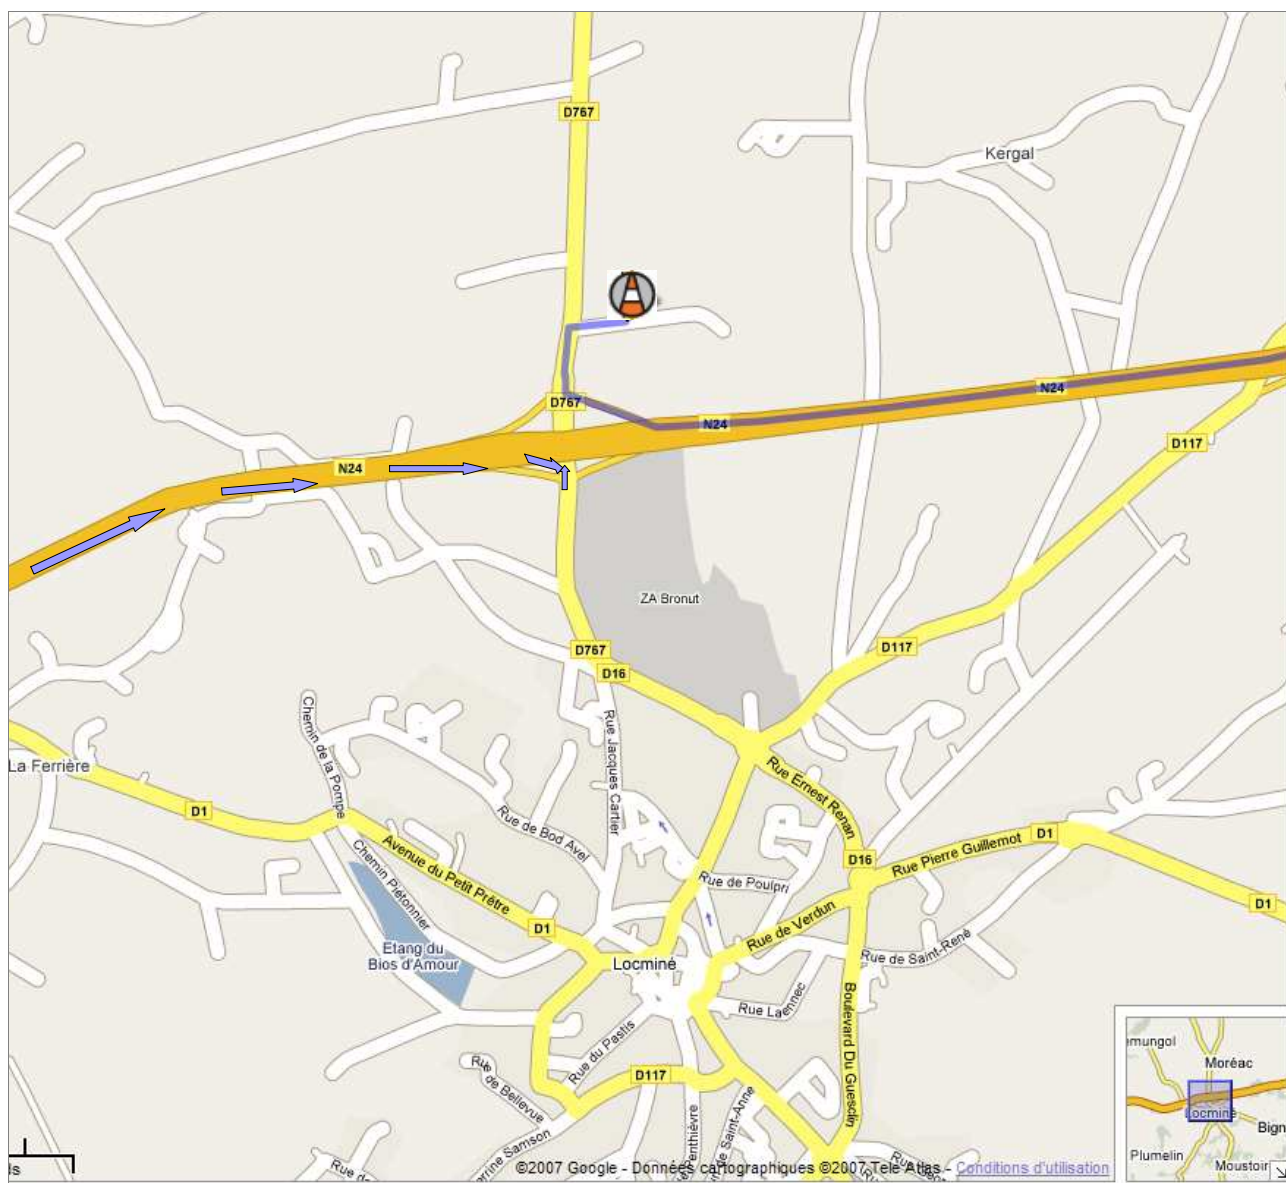 D767
Kergal
D767
N24
N24
D117
N24
ZA Bronut
D767
D117
D16
Chemin de la Pompe
Rue Jacques Cartier
La Ferrière
D1
Rue Ernest Renan
Rue de Bod Avel
D1
Rue Pierre Guillemot
D16
Avenue du Petit Prêtre
Chemin Piétonnier
Rue de Poulpri
D1
Rue de Verdun
D1
Etang du
Bios d'Amour
Rue de Saint-René
Locminé
Rue Laennec
Boulevard Du Guesclin
Rue du Pastis
Rue de Bellevue
D117
Rue de
©2007 Google - Données cartographiques ©2007 Tele Atlas - Conditions d'utilisation
Moréac
Locminé
Plumelin